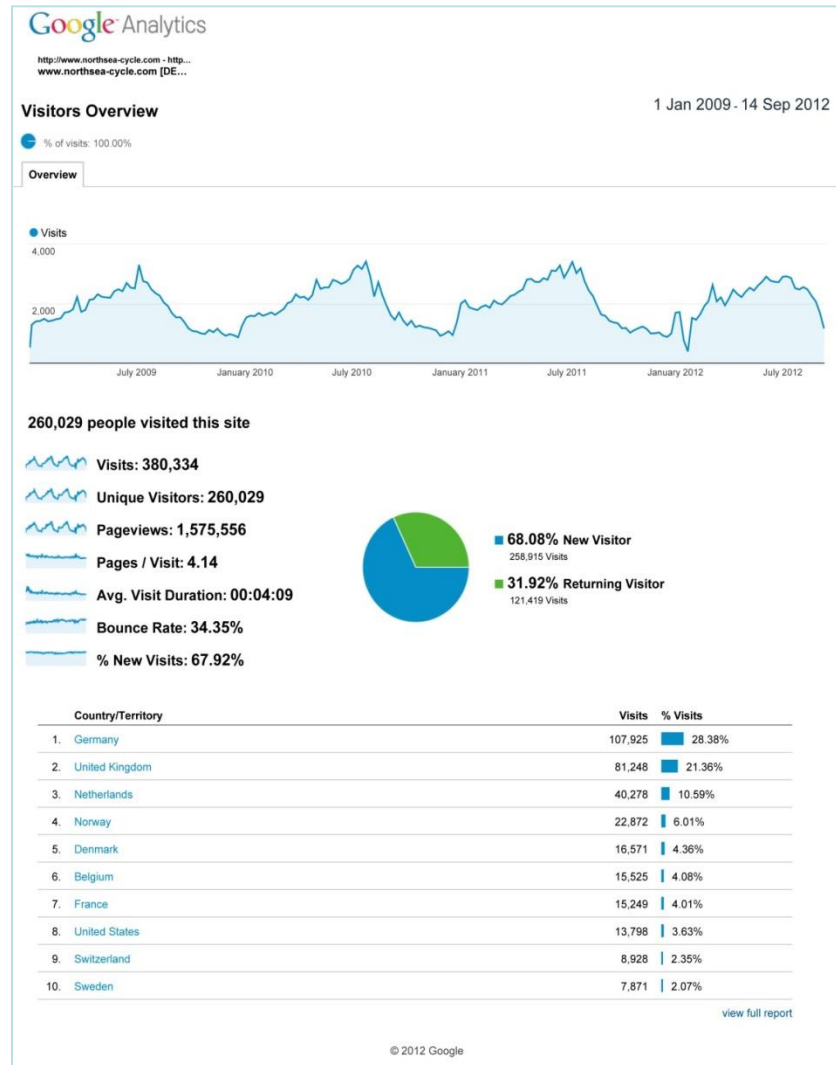 Google Analytics
http://www.northsea-cycle.com - http...
www.northsea-cycle.com [DE...
Visitors Overview
1 Jan 2009 - 14 Sep 2012
% of visits: 100.00%
Overview
Visits
4,000
2,000
July 2009 January 2010 July 2010 January 2011 July 2011 January 2012 July 2012
260,029 people visited this site
Visits: 380,334
Unique Visitors: 260,029
Pageviews: 1,575,556
Pages / Visit: 4.14
Avg. Visit Duration: 00:04:09
Bounce Rate: 34.35%
% New Visits: 67.92%
68.08% New Visitor
258,915 Visits
31.92% Returning Visitor
121,419 Visits
Country/Territory Visits % Visits
1. Germany 107,925 28.38%
2. United Kingdom 81,248 21.36%
3. Netherlands 40,278 10.59%
4. Norway 22,872 6.01%
5. Denmark 16,571 4.36%
6. Belgium 15,525 4.08%
7. France 15,249 4.01%
8. United States 13,798 3.63%
9. Switzerland 8,928 2.35%
10. Sweden 7,871 2.07%
view full report
© 2012 Google